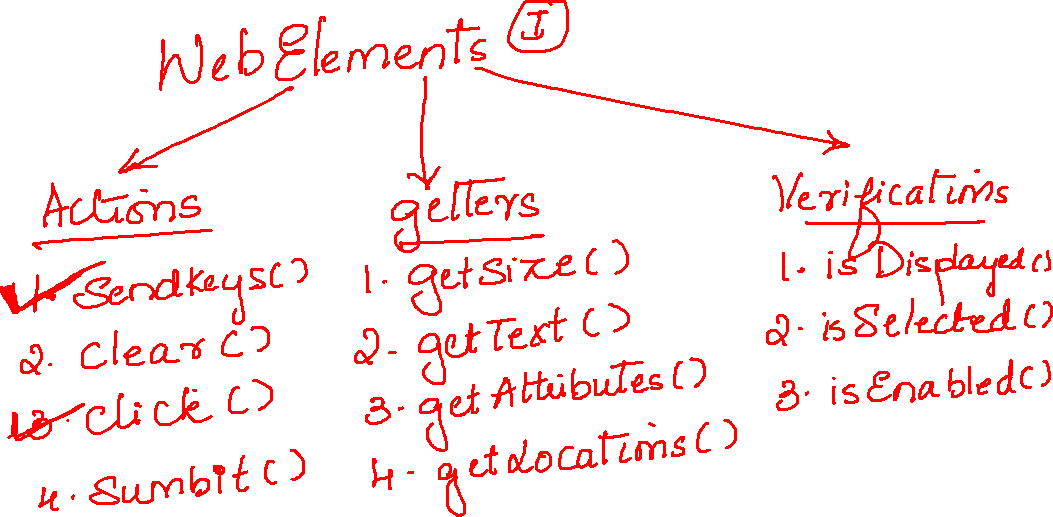 WebElements I
Actions
1. Sendkeys()
2. Clear()
3. Click()
4. Sumbit()
getters
1. getSize()
2- getText()
3- getAttributes()
4- getLocations()
Verifications
1. isDisplayed()
2. isSelected()
3. isEnabled()